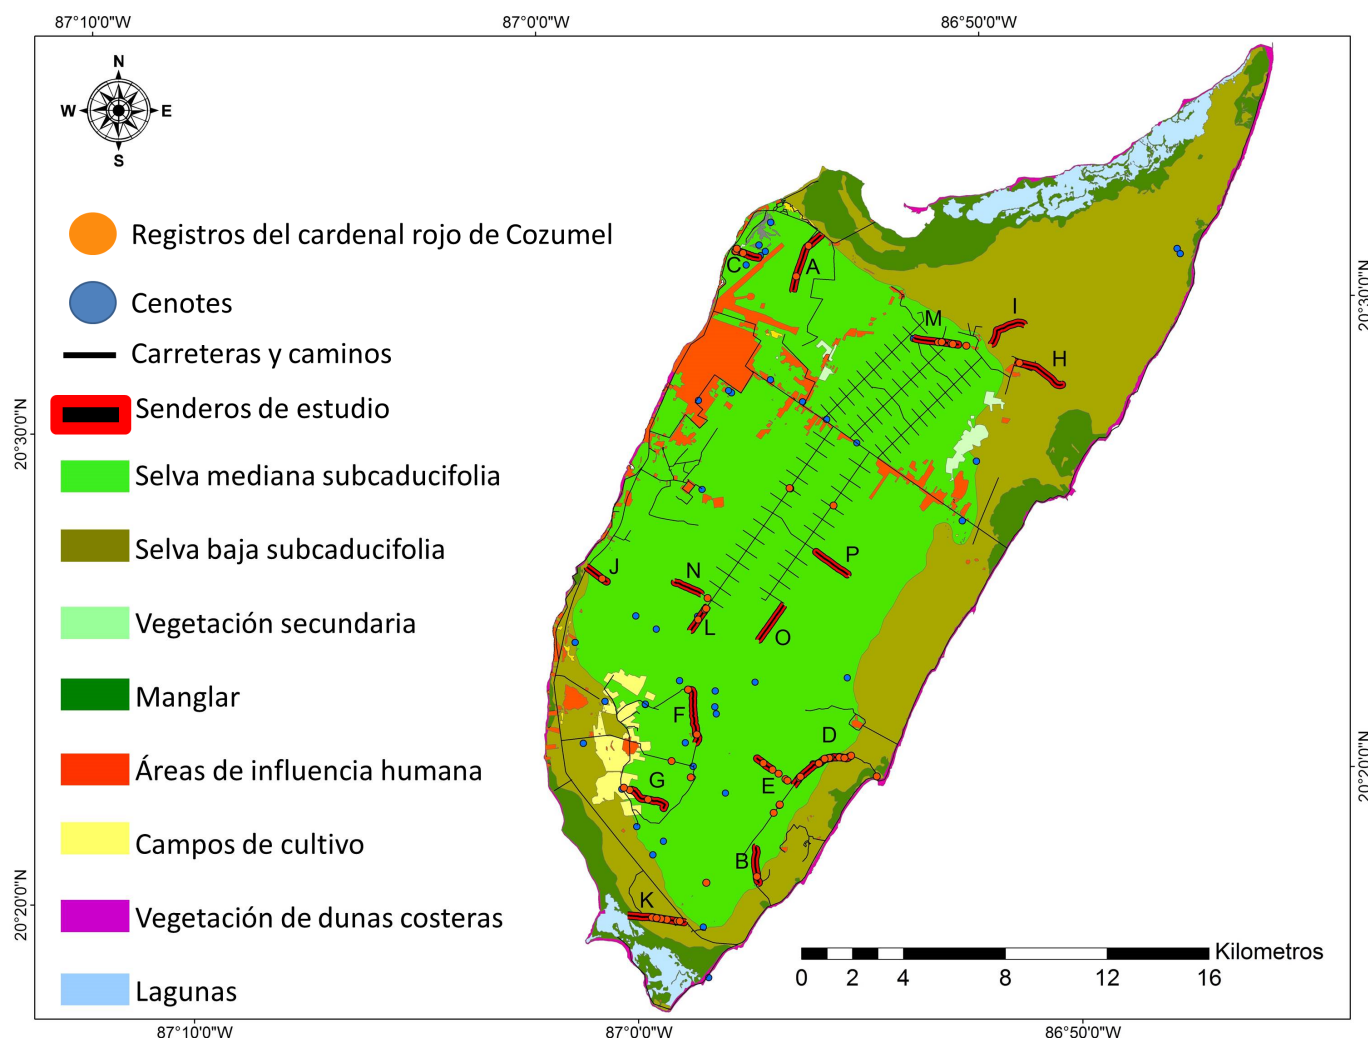 87°10'0"W 87°0'0"W 86°50'0"W
N
W E
S
Registros del cardenal rojo de Cozumel
Cenotes
Carreteras y caminos
Senderos de estudio
Selva mediana subcaducifolia
Selva baja subcaducifolia
Vegetación secundaria
Manglar
Áreas de influencia humana
Campos de cultivo
Vegetación de dunas costeras
Lagunas
C A
M I
H
P
J N
L O
F
D
E
G
B
K
20°30'0"N
20°20'0"N
20°30'0"N
20°20'0"N
Kilometros
0 2 4 8 12 16
87°10'0"W 87°0'0"W 86°50'0"W